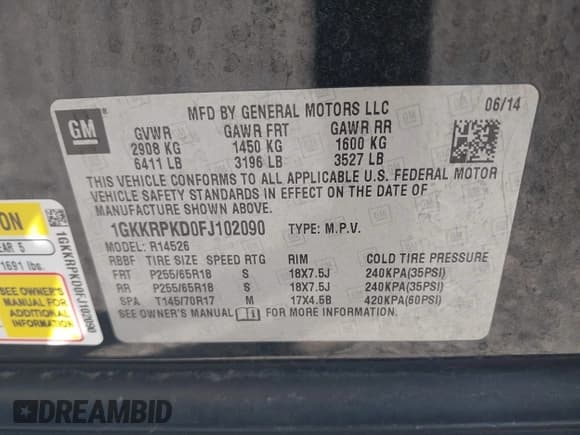 MFD BY GENERAL MOTORS LLC 06/14
GM
GVWR GAWR FRT GAWR RR
2908 KG 1450 KG 1600 KG
6411 LB 3196 LB 3527 LB
THIS VEHICLE CONFORMS TO ALL APPLICABLE U.S. FEDERAL MOTOR
VEHICLE SAFETY STANDARDS IN EFFECT ON THE DATE OF
MANUFACTURE SHOWN ABOVE.
1GKKRPKD0FJ102090 TYPE: M.P.V.
MODEL: R14526
RBBF TIRE SIZE SPEED RTG RIM COLD TIRE PRESSURE
FRT P255/65R18 S 18X7.5J 240KPA(35PSI)
RR P255/65R18 S 18X7.5J 240KPA(35PSI)
SPA T145/70R17 M 17X4.5B 420KPA(60PSI)
SEE OWNER'S MANUAL FOR MORE INFORMATION.
ION
EAR 5
1691 lbs.
SEE OWNER'S
MANUAL FOR
ADDITIONAL
INFORMATION
1GKKRPKD0FJ102090
DREAMBID